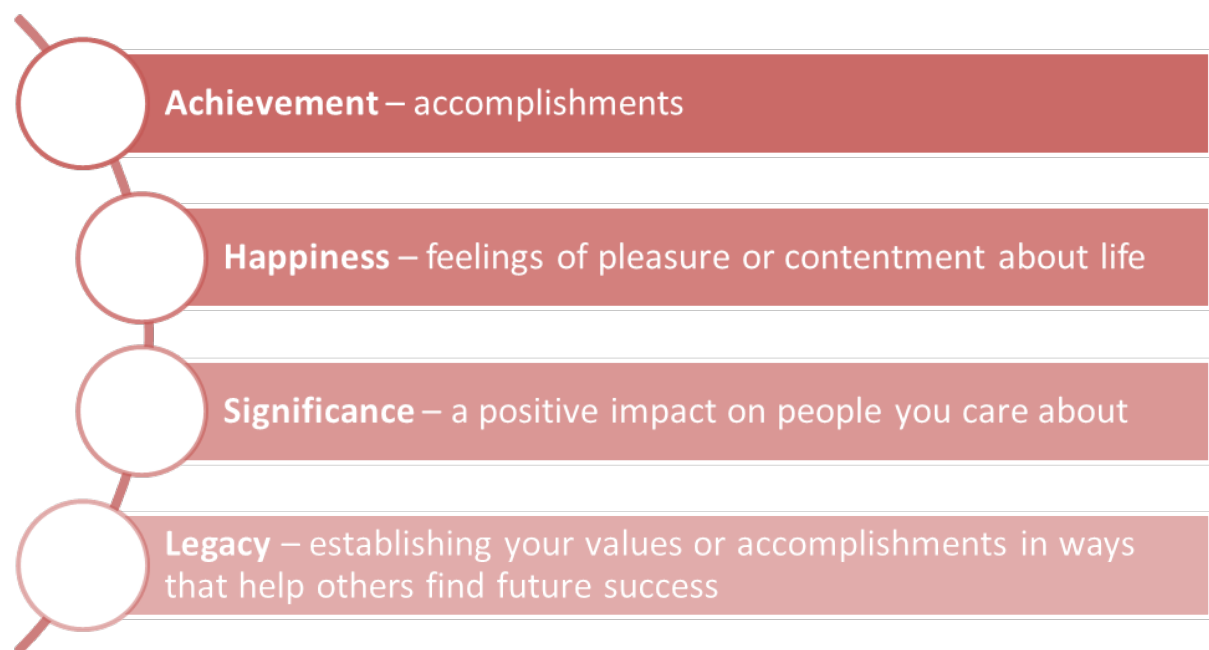 Achievement – accomplishments
Happiness – feelings of pleasure or contentment about life
Significance – a positive impact on people you care about
Legacy – establishing your values or accomplishments in ways
that help others find future success